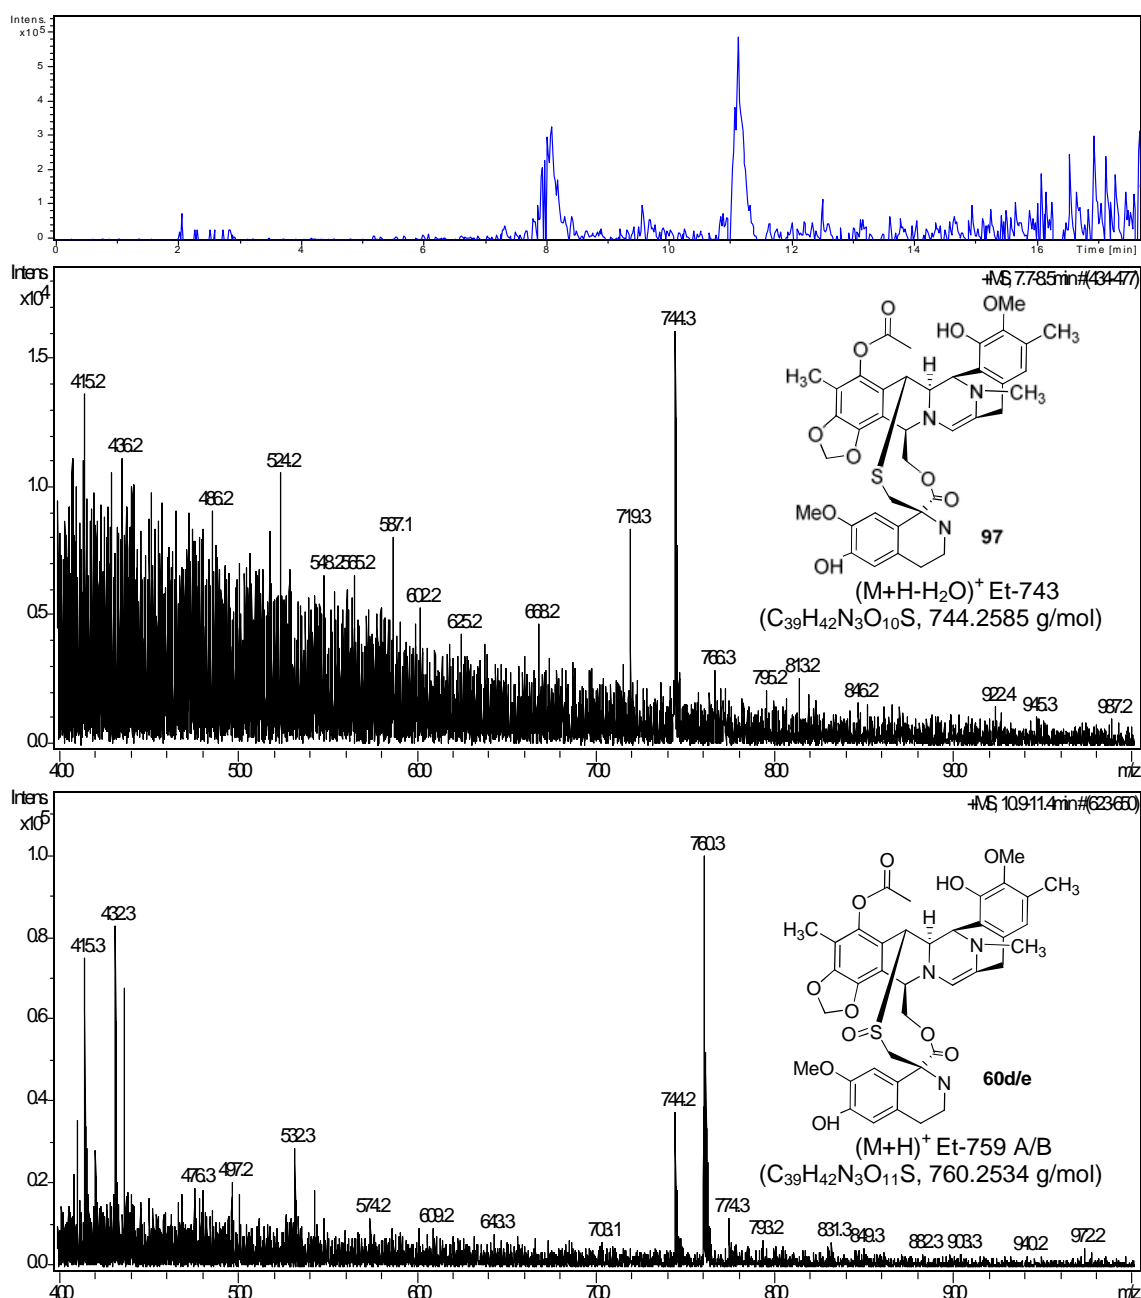 Intens.
x10⁵
5
4
3
2
1
0
0 2 4 6 8 10 12 14 16 Time [min]
Intens.
x10⁴
+MS, 7.7-8.5min #(434-477)
1.5
1.0
0.5
0.0
744.3
415.2
436.2
524.2
486.2
587.1
719.3
548.2 565.2
602.2
625.2
668.2
766.3
795.2
813.2
846.2
922.4
945.3
987.2
O
OMe
HO
CH₃
O
H
H₃C
N
CH₃
N
O
O
S
O
O
MeO
N
97
OH
(M+H-H₂O)⁺ Et-743
(C₃₉H₄₂N₃O₁₀S, 744.2585 g/mol)
400 500 600 700 800 900 m/z
Intens.
x10⁵
+MS, 10.9-11.4min #(623-650)
1.0
0.8
0.6
0.4
0.2
0.0
760.3
432.3
415.3
744.2
532.3
476.3
497.2
574.2
609.2
643.3
703.1
774.3
793.2
831.3
849.3
882.3
903.3
940.2
972.2
O
OMe
HO
CH₃
O
H
H₃C
N
CH₃
N
O
O
O
S
O
O
MeO
N
60d/e
OH
(M+H)⁺ Et-759 A/B
(C₃₉H₄₂N₃O₁₁S, 760.2534 g/mol)
400 500 600 700 800 900 m/z